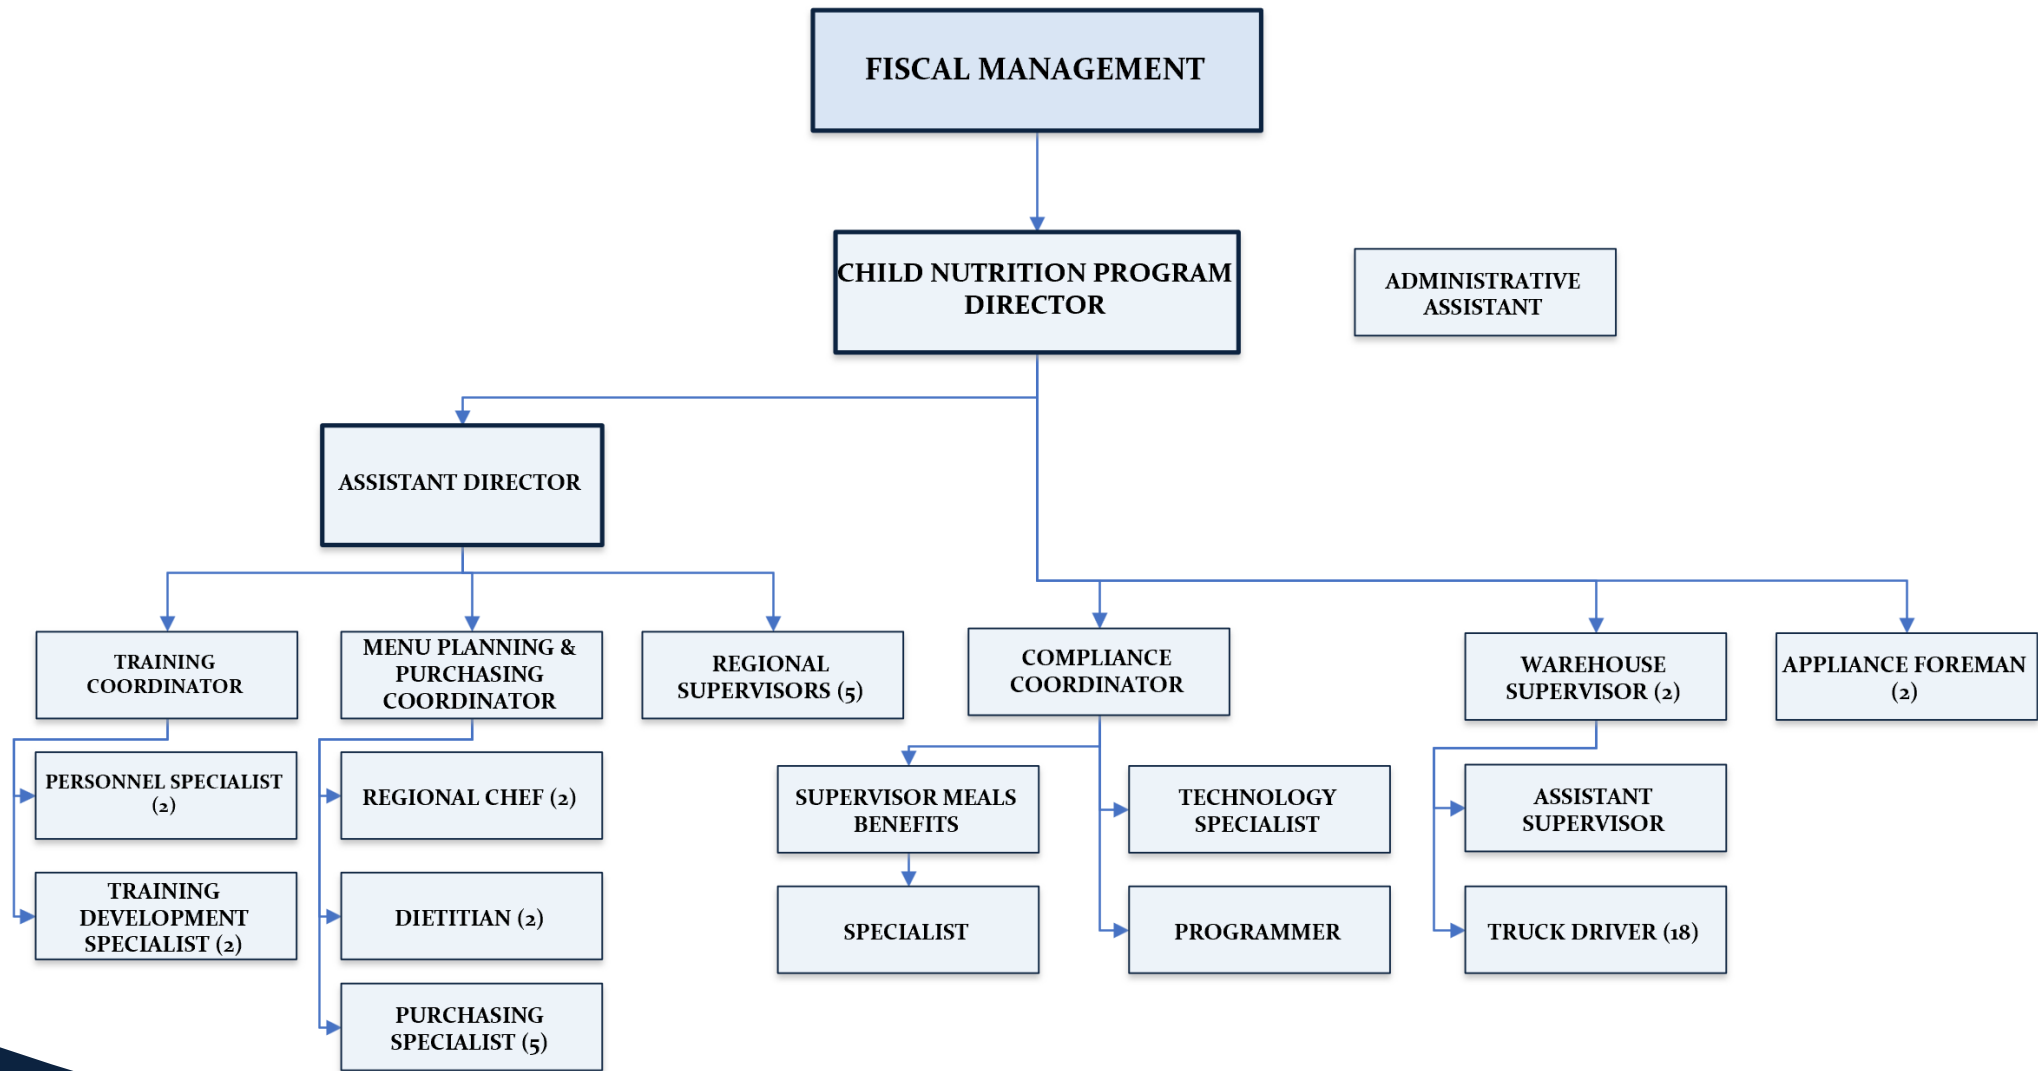 FISCAL MANAGEMENT
CHILD NUTRITION PROGRAM
DIRECTOR
ADMINISTRATIVE
ASSISTANT
ASSISTANT DIRECTOR
TRAINING
COORDINATOR
MENU PLANNING &
PURCHASING
COORDINATOR
REGIONAL
SUPERVISORS (5)
COMPLIANCE
COORDINATOR
WAREHOUSE
SUPERVISOR (2)
APPLIANCE FOREMAN
(2)
PERSONNEL SPECIALIST
(2)
REGIONAL CHEF (2)
SUPERVISOR MEALS
BENEFITS
TECHNOLOGY
SPECIALIST
ASSISTANT
SUPERVISOR
TRAINING
DEVELOPMENT
SPECIALIST (2)
DIETITIAN (2)
SPECIALIST
PROGRAMMER
TRUCK DRIVER (18)
PURCHASING
SPECIALIST (5)